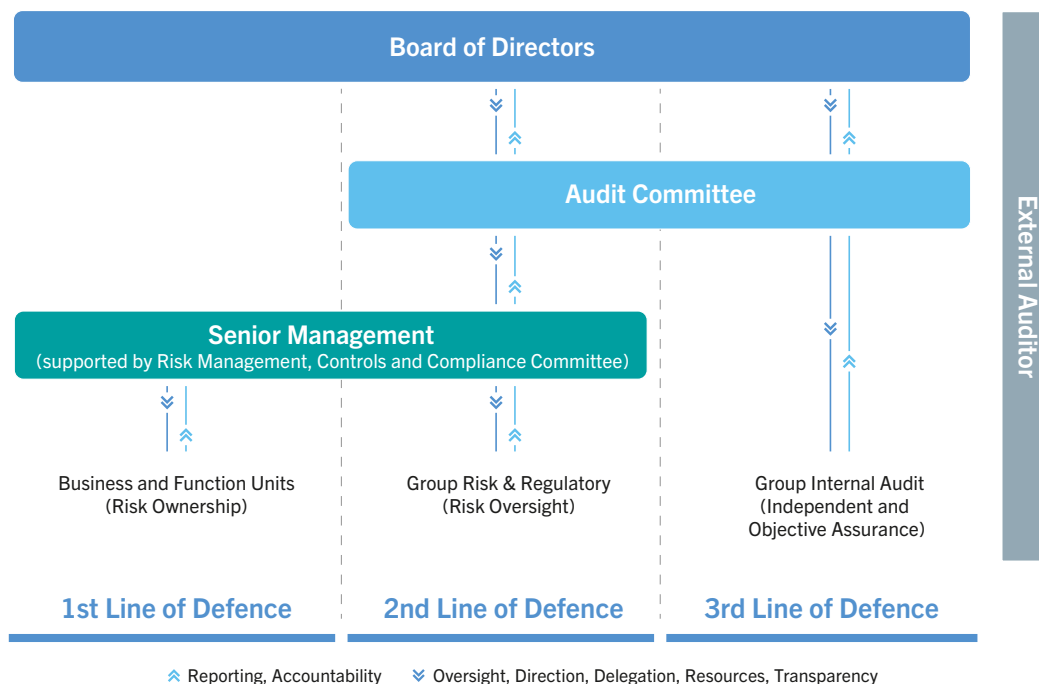 Board of Directors
Audit Committee
External Auditor
Senior Management
(supported by Risk Management, Controls and Compliance Committee)
Business and Function Units
(Risk Ownership)
Group Risk & Regulatory
(Risk Oversight)
Group Internal Audit
(Independent and
Objective Assurance)
1st Line of Defence
2nd Line of Defence
3rd Line of Defence
Reporting, Accountability
Oversight, Direction, Delegation, Resources, Transparency